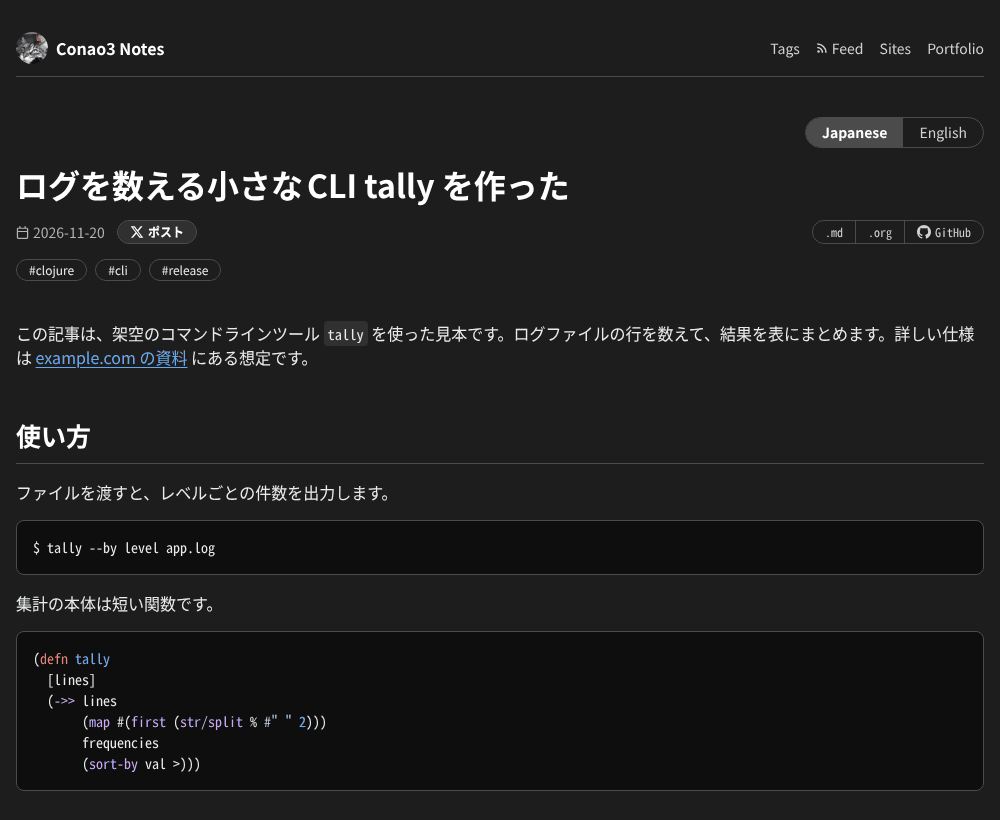 Conao3 Notes
Tags Feed Sites Portfolio
Japanese English
ログを数える小さな CLI tally を作った
2026-11-20 ポスト .md .org GitHub
#clojure #cli #release
この記事は、架空のコマンドラインツール tally を使った見本です。ログファイルの行を数えて、結果を表にまとめます。詳しい仕様
は example.com の資料 にある想定です。
使い方
ファイルを渡すと、レベルごとの件数を出力します。
$ tally --by level app.log
集計の本体は短い関数です。
(defn tally
  [lines]
  (->> lines
       (map #(first (str/split % #" " 2)))
       frequencies
       (sort-by val >)))